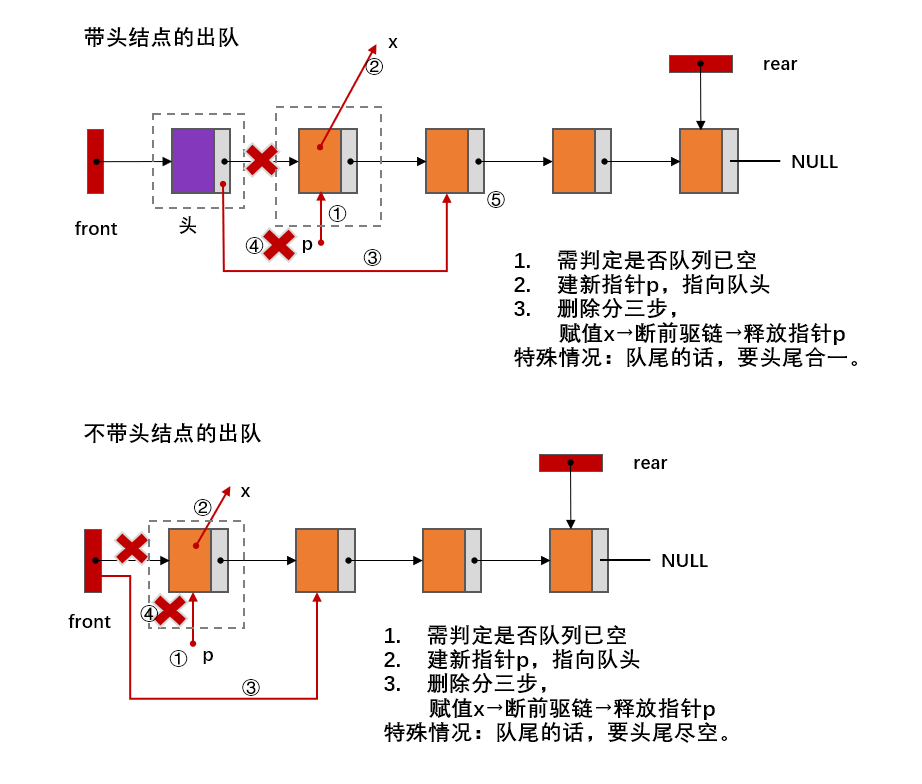 带头结点的出队
x
②
rear
NULL
front
头
①
⑤
④
p
③
1. 需判定是否队列已空
2. 建新指针p，指向队头
3. 删除分三步，
赋值x→断前驱链→释放指针p
特殊情况：队尾的话，要头尾合一。
不带头结点的出队
rear
x
②
NULL
front
④
①
p
③
1. 需判定是否队列已空
2. 建新指针p，指向队头
3. 删除分三步，
赋值x→断前驱链→释放指针p
特殊情况：队尾的话，要头尾尽空。